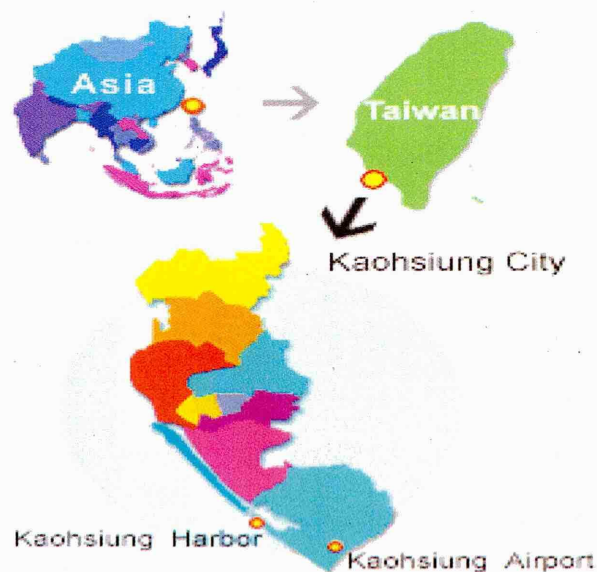 Asia
Taiwan
Kaohsiung City
Kaohsiung Harbor
Kaohsiung Airport